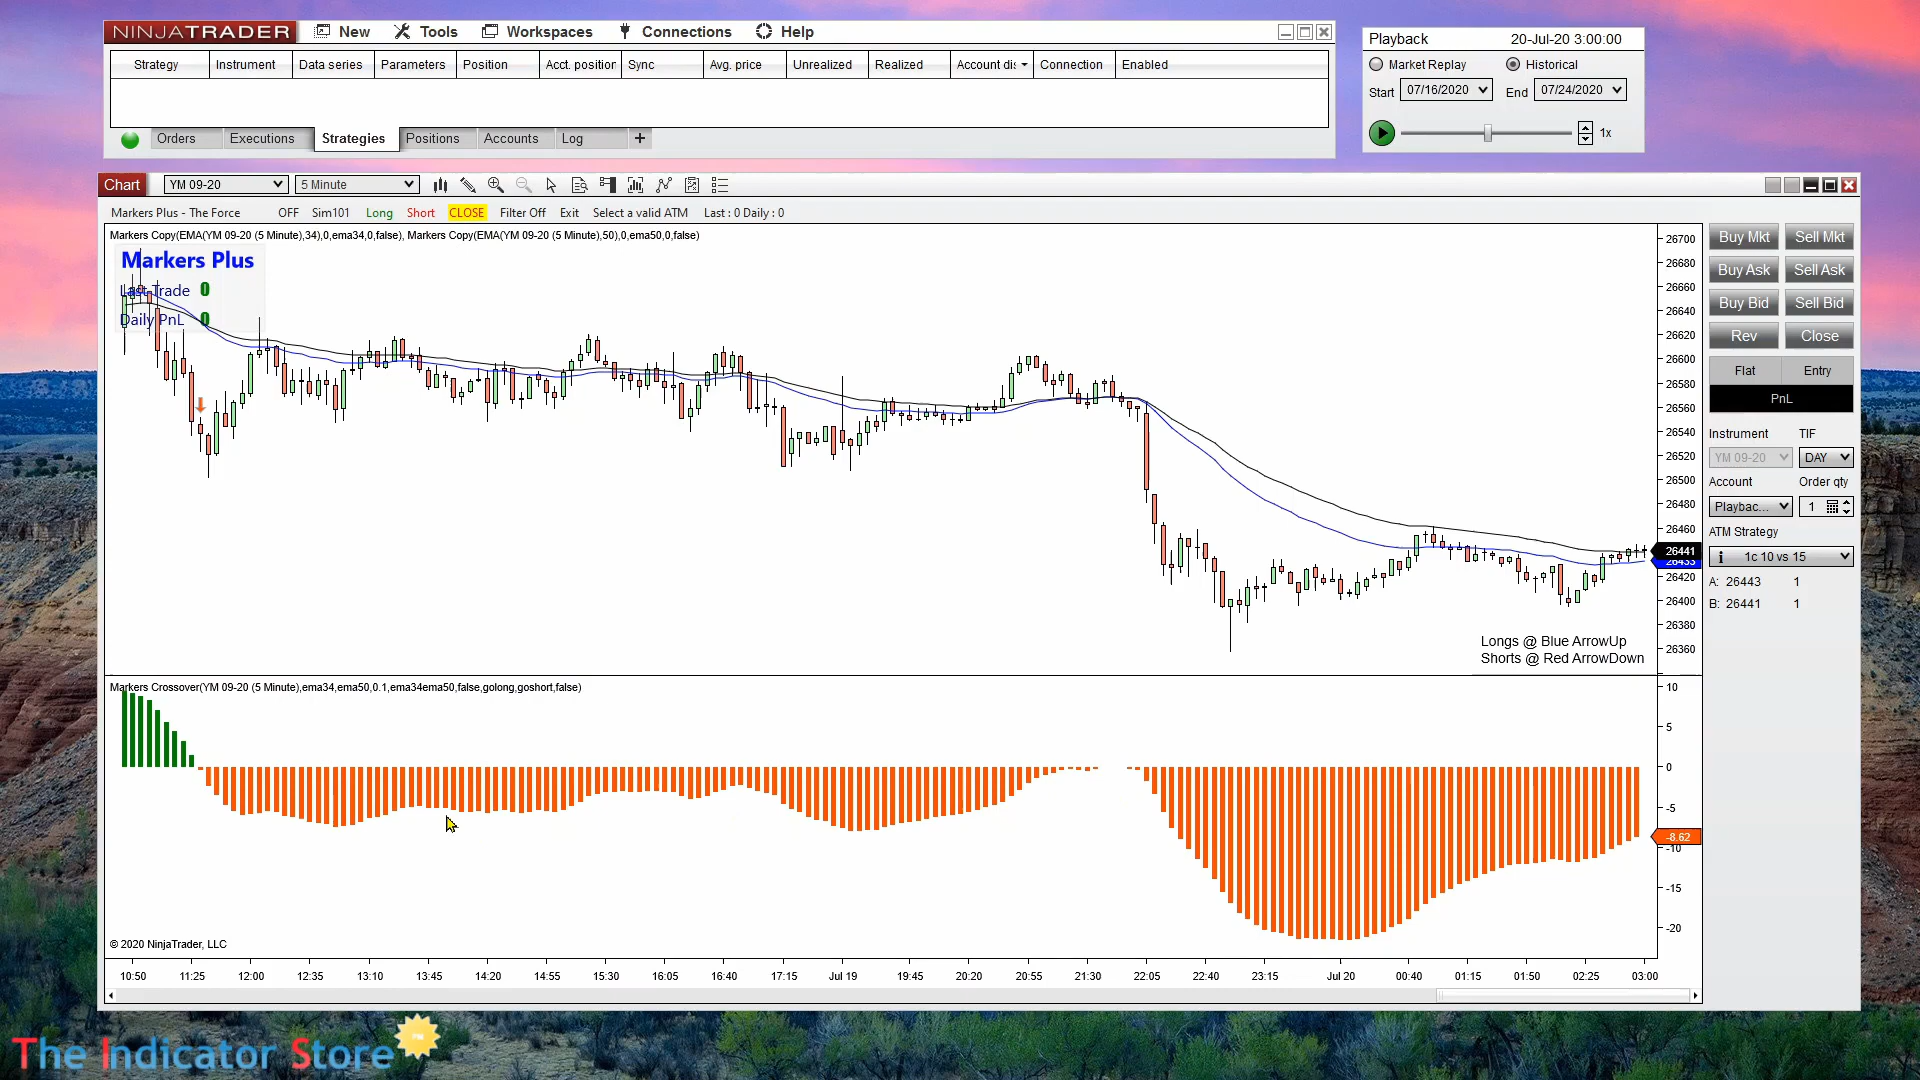 NINJATRADER New Tools Workspaces Connections Help
Strategy Instrument Data series Parameters Position Acct. position Sync Avg. price Unrealized Realized Account dis Connection Enabled
Orders Executions Strategies Positions Accounts Log +
Playback 20-Jul-20 3:00:00
Market Replay Historical
Start 07/16/2020 End 07/24/2020
1x
Chart YM 09-20 5 Minute
Markers Plus - The Force OFF Sim101 Long Short CLOSE Filter Off Exit Select a valid ATM Last : 0 Daily : 0
Markers Copy(EMA(YM 09-20 (5 Minute),34),0,ema34,0,false), Markers Copy(EMA(YM 09-20 (5 Minute),50),0,ema50,0,false)
Markers Plus
Last Trade 0
Daily PnL 0
26700
26680
26660
26640
26620
26600
26580
26560
26540
26520
26500
26480
26460
26441
26433
26420
26400
26380
26360
Longs @ Blue ArrowUp
Shorts @ Red ArrowDown
Buy Mkt Sell Mkt
Buy Ask Sell Ask
Buy Bid Sell Bid
Rev Close
Flat Entry
PnL
Instrument TIF
YM 09-20 DAY
Account Order qty
Playbac... 1
ATM Strategy
1c 10 vs 15
A: 26443 1
B: 26441 1
Markers Crossover(YM 09-20 (5 Minute),ema34,ema50,0.1,ema34ema50,false,golong,goshort,false)
10
5
0
-5
-8.62
-10
-15
-20
© 2020 NinjaTrader, LLC
10:50 11:25 12:00 12:35 13:10 13:45 14:20 14:55 15:30 16:05 16:40 17:15 Jul 19 19:45 20:20 20:55 21:30 22:05 22:40 23:15 Jul 20 00:40 01:15 01:50 02:25 03:00
The Indicator Store